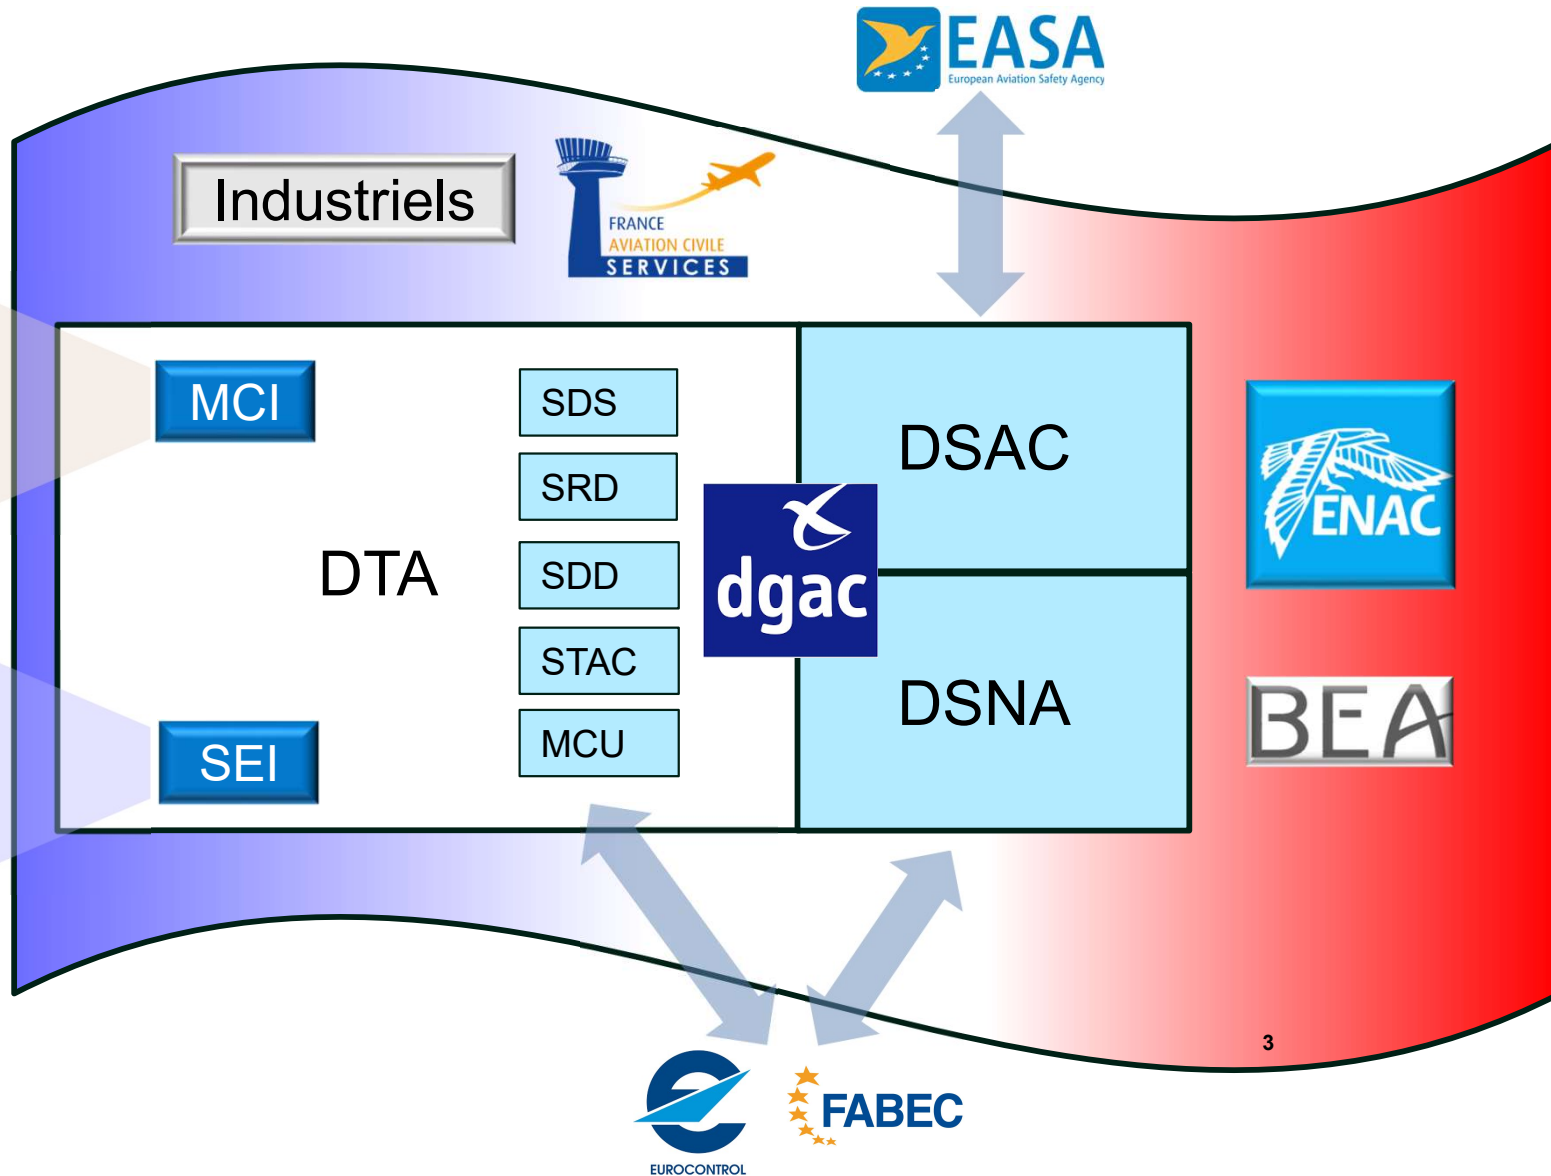 EASA
European Aviation Safety Agency
Industriels
FRANCE
AVIATION CIVILE
SERVICES
MCI
SDS
SRD
SDD
STAC
MCU
DTA
SEI
dgac
DSAC
DSNA
ENAC
BEA
3
EUROCONTROL
FABEC